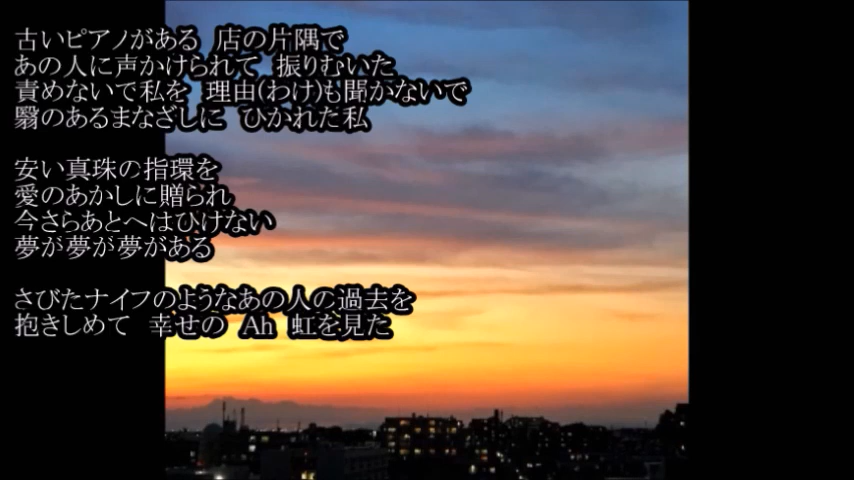 古いピアノがある　店の片隅で
あの人に声かけられて　振りむいた
責めないで私を　理由(わけ)も聞かないで
翳のあるまなざしに　ひかれた私
安い真珠の指環を
愛のあかしに贈られ
今さらあとへはひけない
夢が夢が夢がある
さびたナイフのようなあの人の過去を
抱きしめて　幸せの　Ah　虹を見た